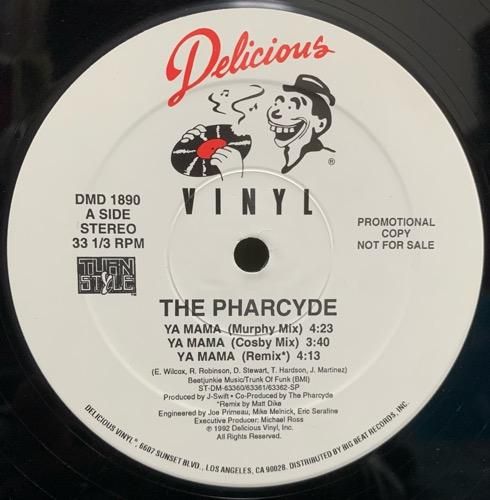 Delicious
®
VINYL
DMD 1890
A SIDE
STEREO
33 1/3 RPM
PROMOTIONAL
COPY
NOT FOR SALE
TURN
STYLE
THE PHARCYDE
YA MAMA (Murphy Mix) 4:23
YA MAMA (Cosby Mix) 3:40
YA MAMA (Remix*) 4:13
(E. Wilcox, R. Robinson, D. Stewart, T. Hardson, J. Martinez)
Beetjunkie Music/Trunk Of Funk (BMI)
ST-DM-63360/63361/63362-SP
Produced by J-Swift • Co-Produced by The Pharcyde
*Remix by Matt Dike
Engineered by Joe Primeau, Mike Melnick, Eric Serafine
Executive Producer: Michael Ross
℗ 1992 Delicious Vinyl, Inc.
All Rights Reserved.
DELICIOUS VINYL®, 6607 SUNSET BLVD., LOS ANGELES, CA 90028. DISTRIBUTED BY BIG BEAT RECORDS, INC.